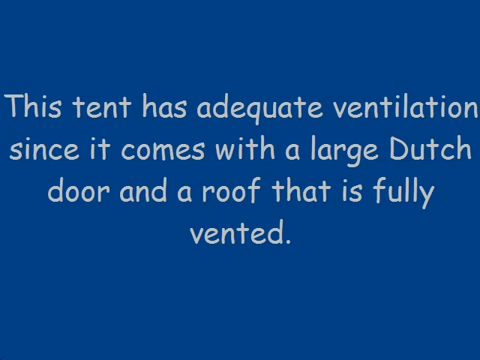 This tent has adequate ventilation
since it comes with a large Dutch
door and a roof that is fully
vented.